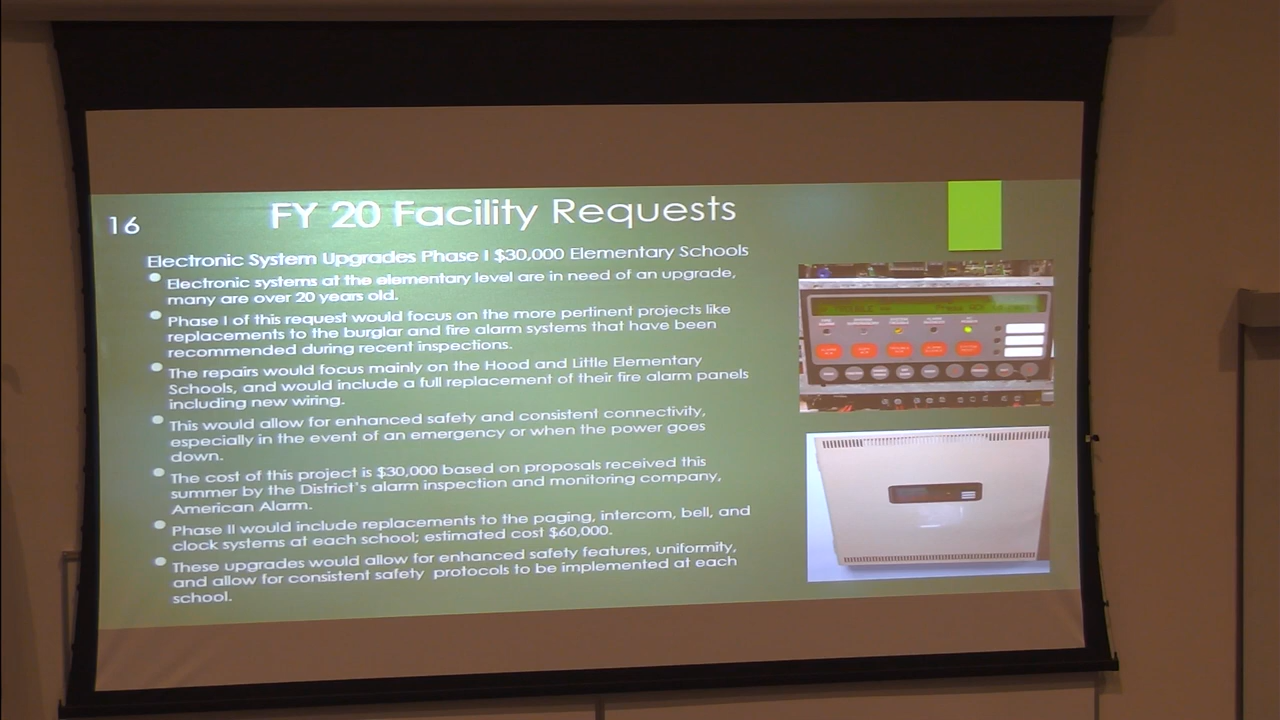 16
FY 20 Facility Requests
Electronic System Upgrades Phase I $30,000 Elementary Schools
Electronic systems at the elementary level are in need of an upgrade,
many are over 20 years old.
Phase I of this request would focus on the more pertinent projects like
replacements to the burglar and fire alarm systems that have been
recommended during recent inspections.
The repairs would focus mainly on the Hood and Little Elementary
Schools, and would include a full replacement of their fire alarm panels
including new wiring.
This would allow for enhanced safety and consistent connectivity,
especially in the event of an emergency or when the power goes
down.
The cost of this project is $30,000 based on proposals received this
summer by the District's alarm inspection and monitoring company,
American Alarm.
Phase II would include replacements to the paging, intercom, bell, and
clock systems at each school; estimated cost $60,000.
These upgrades would allow for enhanced safety features, uniformity,
and allow for consistent safety protocols to be implemented at each
school.